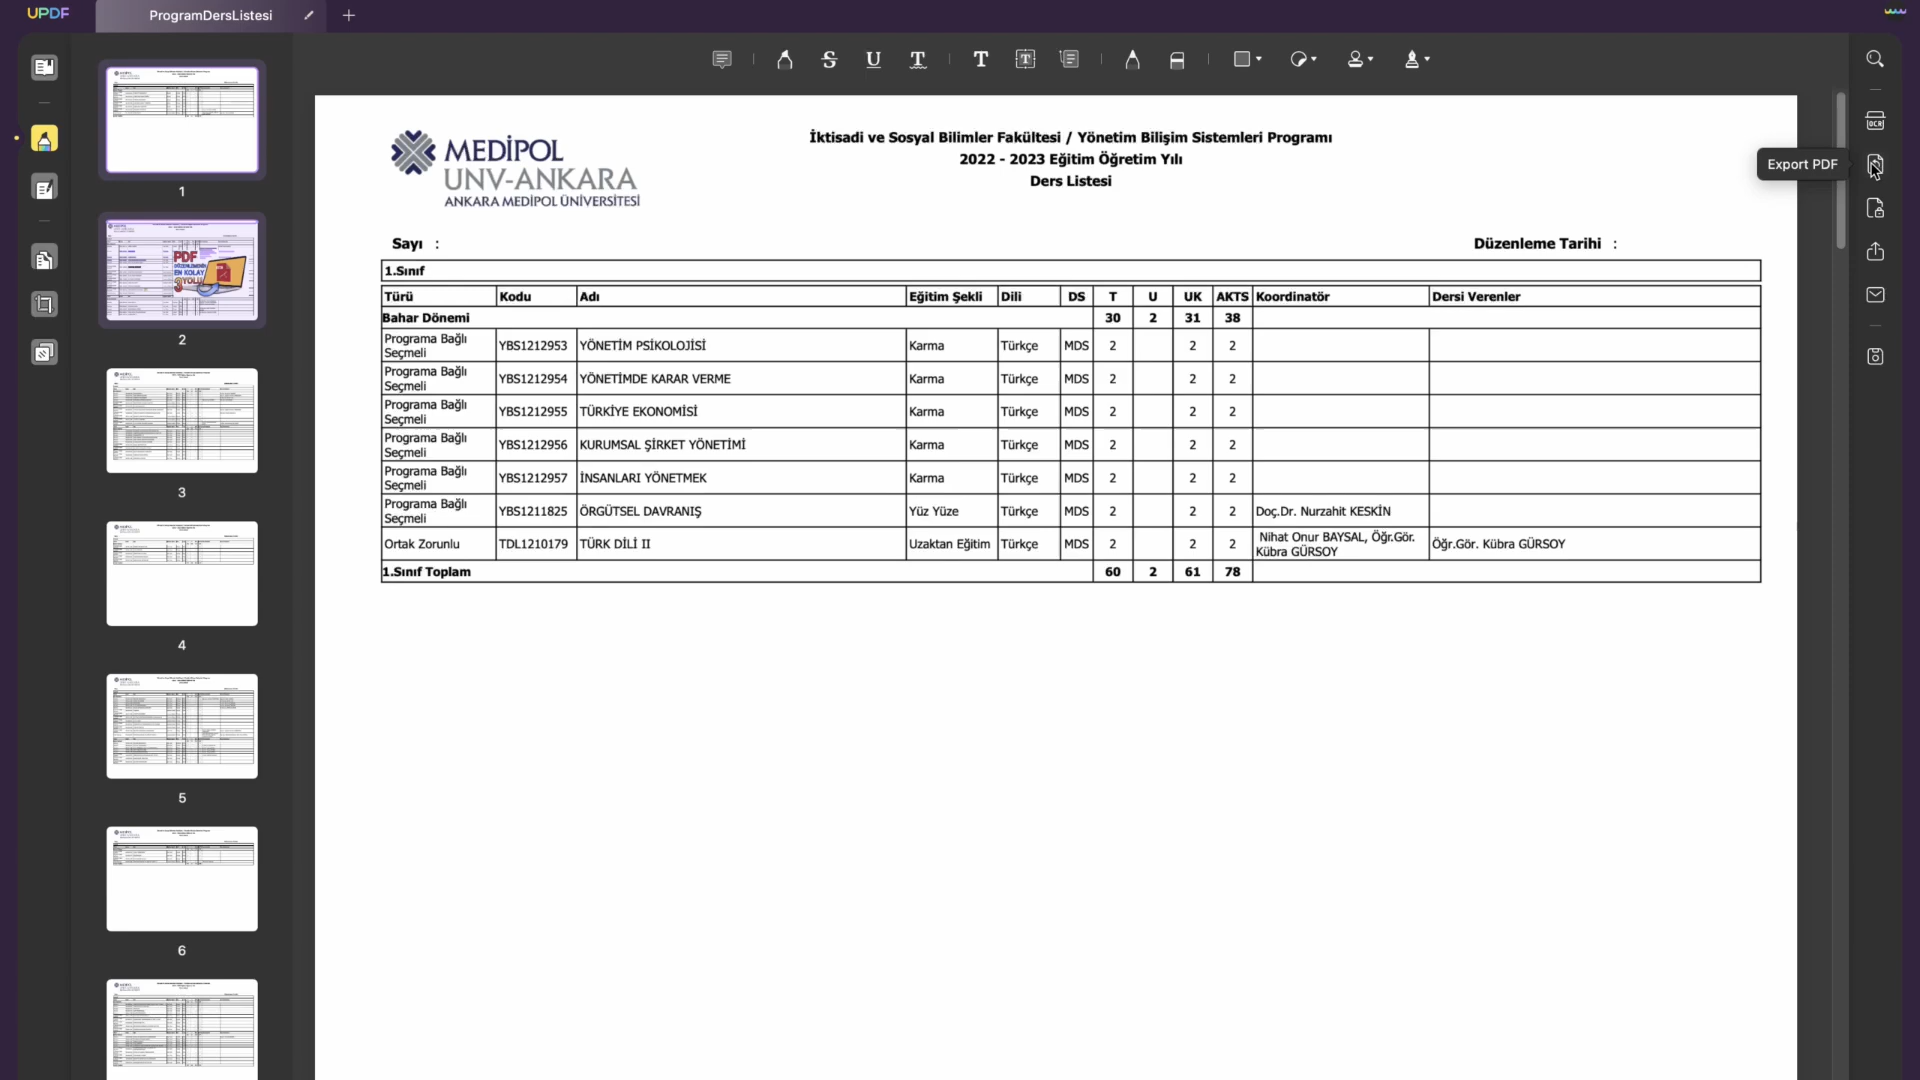 UPDF
ProgramDersListesi
Export PDF
MEDİPOL
UNV-ANKARA
ANKARA MEDİPOL ÜNİVERSİTESİ
İktisadi ve Sosyal Bilimler Fakültesi / Yönetim Bilişim Sistemleri Programı
2022 - 2023 Eğitim Öğretim Yılı
Ders Listesi
Sayı :
Düzenleme Tarihi :
1.Sınıf
Türü Kodu Adı Eğitim Şekli Dili DS T U UK AKTS Koordinatör Dersi Verenler
Bahar Dönemi 30 2 31 38
Programa Bağlı
Seçmeli
YBS1212953 YÖNETİM PSİKOLOJİSİ Karma Türkçe MDS 2 2 2
Programa Bağlı
Seçmeli
YBS1212954 YÖNETİMDE KARAR VERME Karma Türkçe MDS 2 2 2
Programa Bağlı
Seçmeli
YBS1212955 TÜRKİYE EKONOMİSİ Karma Türkçe MDS 2 2 2
Programa Bağlı
Seçmeli
YBS1212956 KURUMSAL ŞİRKET YÖNETİMİ Karma Türkçe MDS 2 2 2
Programa Bağlı
Seçmeli
YBS1212957 İNSANLARI YÖNETMEK Karma Türkçe MDS 2 2 2
Programa Bağlı
Seçmeli
YBS1211825 ÖRGÜTSEL DAVRANIŞ Yüz Yüze Türkçe MDS 2 2 2 Doç.Dr. Nurzahit KESKİN
Ortak Zorunlu TDL1210179 TÜRK DİLİ II Uzaktan Eğitim Türkçe MDS 2 2 2
Nihat Onur BAYSAL, Öğr.Gör.
Kübra GÜRSOY
Öğr.Gör. Kübra GÜRSOY
1.Sınıf Toplam 60 2 61 78
1
PDF
DÜZENLEMENİN
EN KOLAY
3 YOLU
2
3
4
5
6
OCR